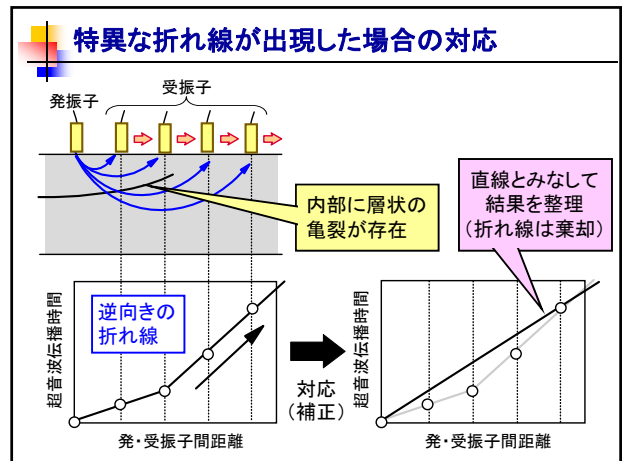 特異な折れ線が出現した場合の対応
発振子
受振子
内部に層状の
亀裂が存在
直線とみなして
結果を整理
(折れ線は棄却)
超音波伝播時間
逆向きの
折れ線
発・受振子間距離
対応
(補正)
超音波伝播時間
発・受振子間距離